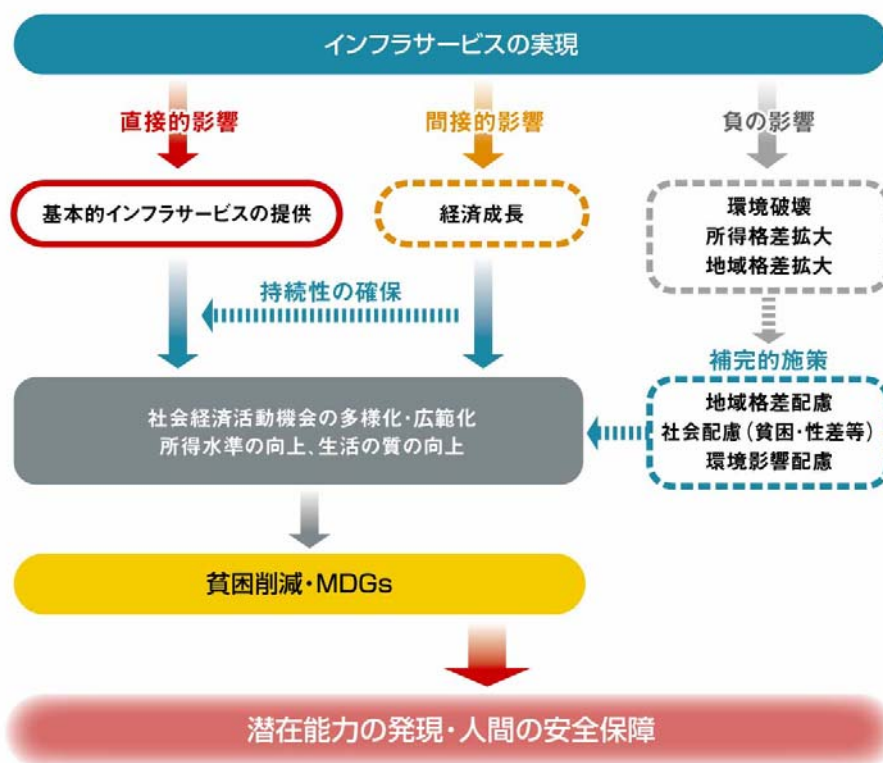 インフラサービスの実現
直接的影響
間接的影響
負の影響
基本的インフラサービスの提供
経済成長
環境破壊
所得格差拡大
地域格差拡大
持続性の確保
補完的施策
社会経済活動機会の多様化・広範化
所得水準の向上、生活の質の向上
地域格差配慮
社会配慮（貧困・性差等）
環境影響配慮
貧困削減・MDGs
潜在能力の発現・人間の安全保障